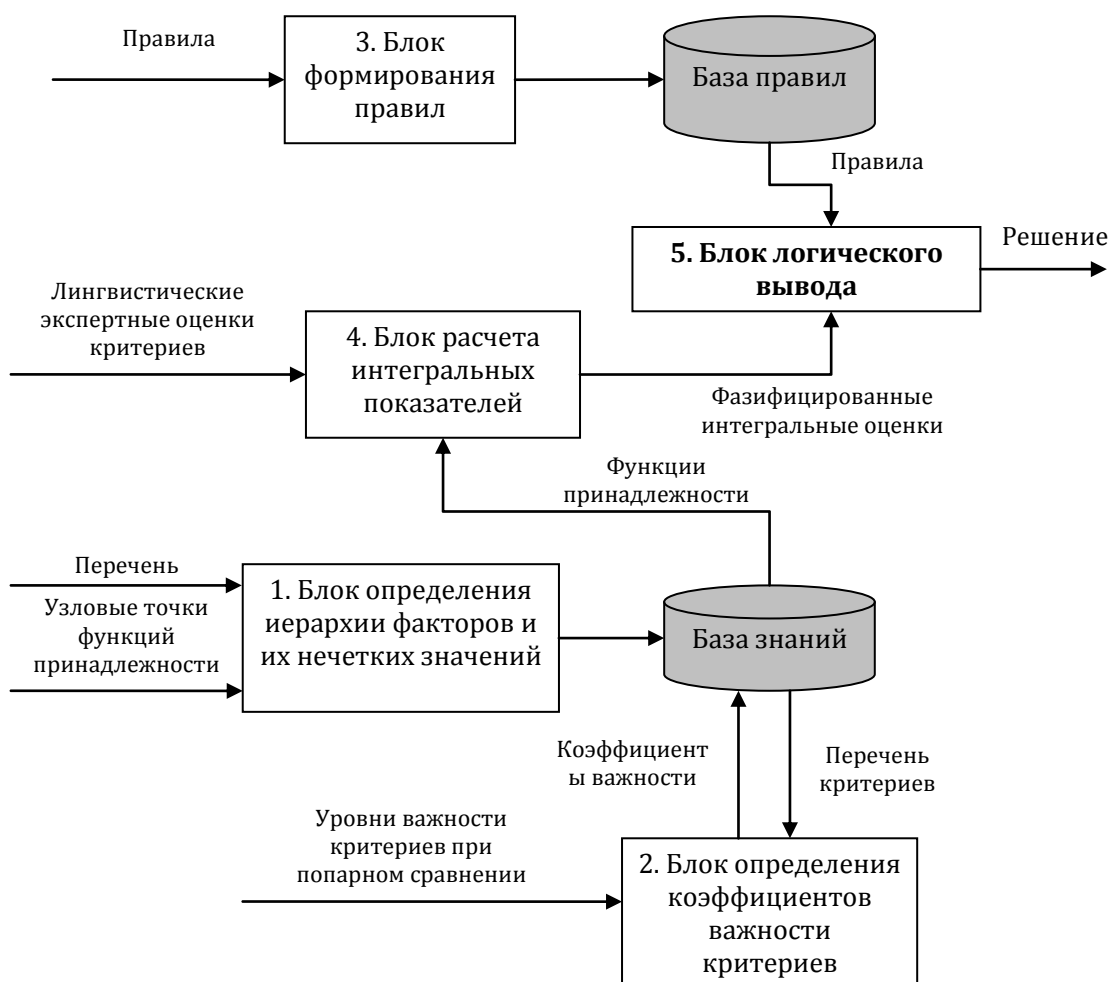 Правила
3. Блок
формирования
правил
База правил
Правила
5. Блок логического
вывода
Решение
Лингвистические
экспертные оценки
критериев
4. Блок расчета
интегральных
показателей
Фазифицированные
интегральные оценки
Функции
принадлежности
Перечень
Узловые точки
функций
принадлежности
1. Блок определения
иерархии факторов и
их нечетких значений
База знаний
Коэффициент
ы важности
Перечень
критериев
Уровни важности
критериев при
попарном сравнении
2. Блок определения
коэффициентов
важности
критериев